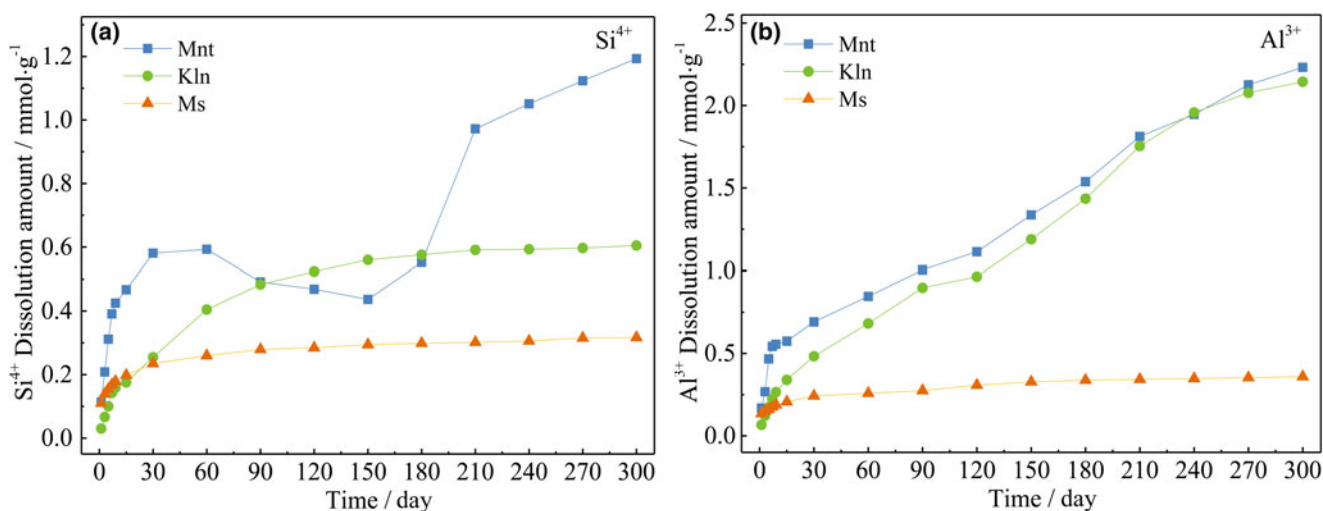 (a)
Si⁴⁺
Mnt
Kln
Ms
Si⁴⁺ Dissolution amount / mmol·g⁻¹
1.2
1.0
0.8
0.6
0.4
0.2
0.0
0 30 60 90 120 150 180 210 240 270 300
Time / day
(b)
Al³⁺
Mnt
Kln
Ms
Al³⁺ Dissolution amount / mmol·g⁻¹
2.5
2.0
1.5
1.0
0.5
0.0
0 30 60 90 120 150 180 210 240 270 300
Time / day